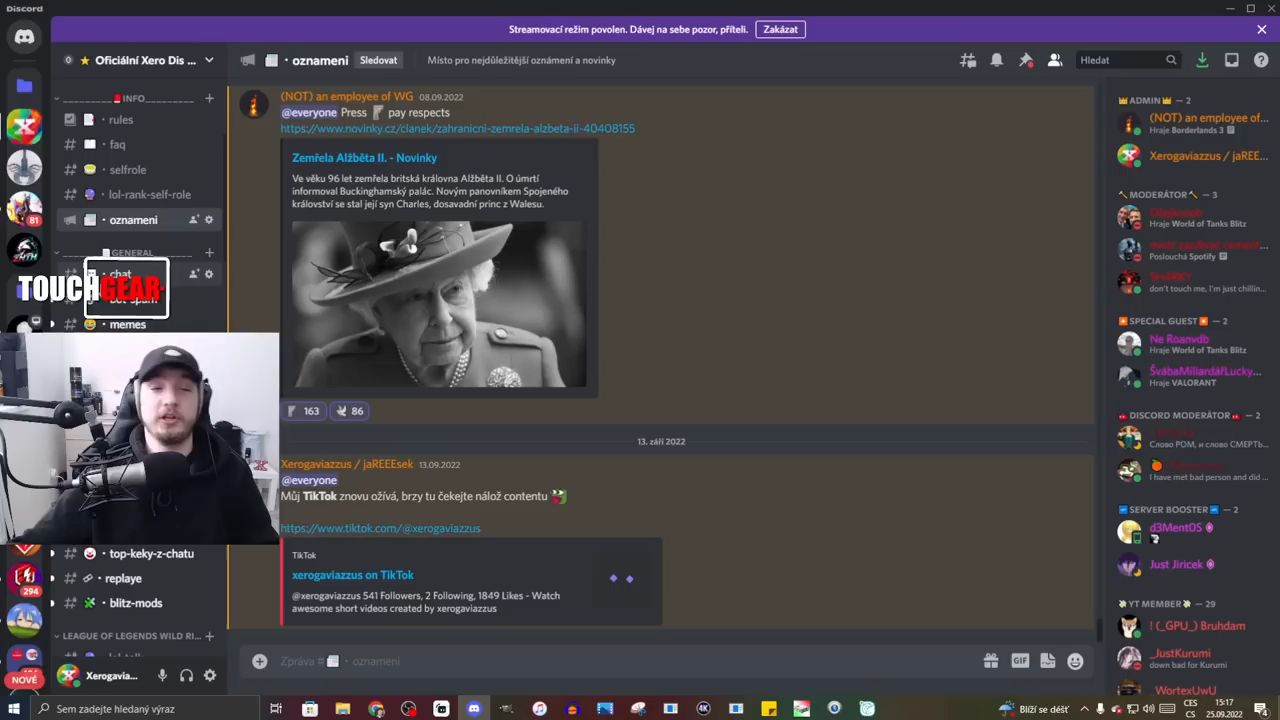 Discord
Streamovací režim povolen. Dávej na sebe pozor, příteli.
Zakázat
Oficiální Xero Dis ...
oznameni
Sledovat
Místo pro nejdůležitější oznámení a novinky
Hledat
INFO
rules
faq
selfrole
lol-rank-self-role
oznameni
GENERAL
chat
TOUCHGEAR
memes
top-keky-z-chatu
replaye
blitz-mods
LEAGUE OF LEGENDS WILD RI...
81
294
NOVÉ
Xerogavia...
(NOT) an employee of WG 08.09.2022
@everyone Press pay respects
https://www.novinky.cz/clanek/zahranicni-zemrela-alzbeta-ii-40408155
Zemřela Alžběta II. - Novinky
Ve věku 96 let zemřela britská královna Alžběta II. O úmrtí
informoval Buckinghamský palác. Novým panovníkem Spojeného
království se stal její syn Charles, dosavadní princ z Walesu.
163
86
13. září 2022
Xerogaviazzus / jaREEEsek 13.09.2022
@everyone
Můj TikTok znovu ožívá, brzy tu čekejte nálož contentu
https://www.tiktok.com/@xerogaviazzus
TikTok
xerogaviazzus on TikTok
@xerogaviazzus 541 Followers, 2 Following, 1849 Likes - Watch
awesome short videos created by xerogaviazzus
Zpráva # oznameni
GIF
ADMIN — 2
(NOT) an employee of...
Hraje Borderlands 3
Xerogaviazzus / jaREE...
MODERÁTOR — 3
Hraje World of Tanks Blitz
Poslouchá Spotify
don't touch me, I'm just chillin...
SPECIAL GUEST — 2
Ne Roanvdb
Hraje World of Tanks Blitz
ŠvábaMiliardářLucky...
Hraje VALORANT
DISCORD MODERÁTOR — 2
Слово РОМ, и слово СМЕРТЬ...
I have met bad person and did ...
SERVER BOOSTER — 2
d3Ment0S
Just Jiricek
YT MEMBER — 29
! (_GPU_) Bruhdam
_JustKurumi
down bad for Kurumi
_WortexUwU
Sem zadejte hledaný výraz
Blíží se déšť
CES
CS
15:17
25.09.2022